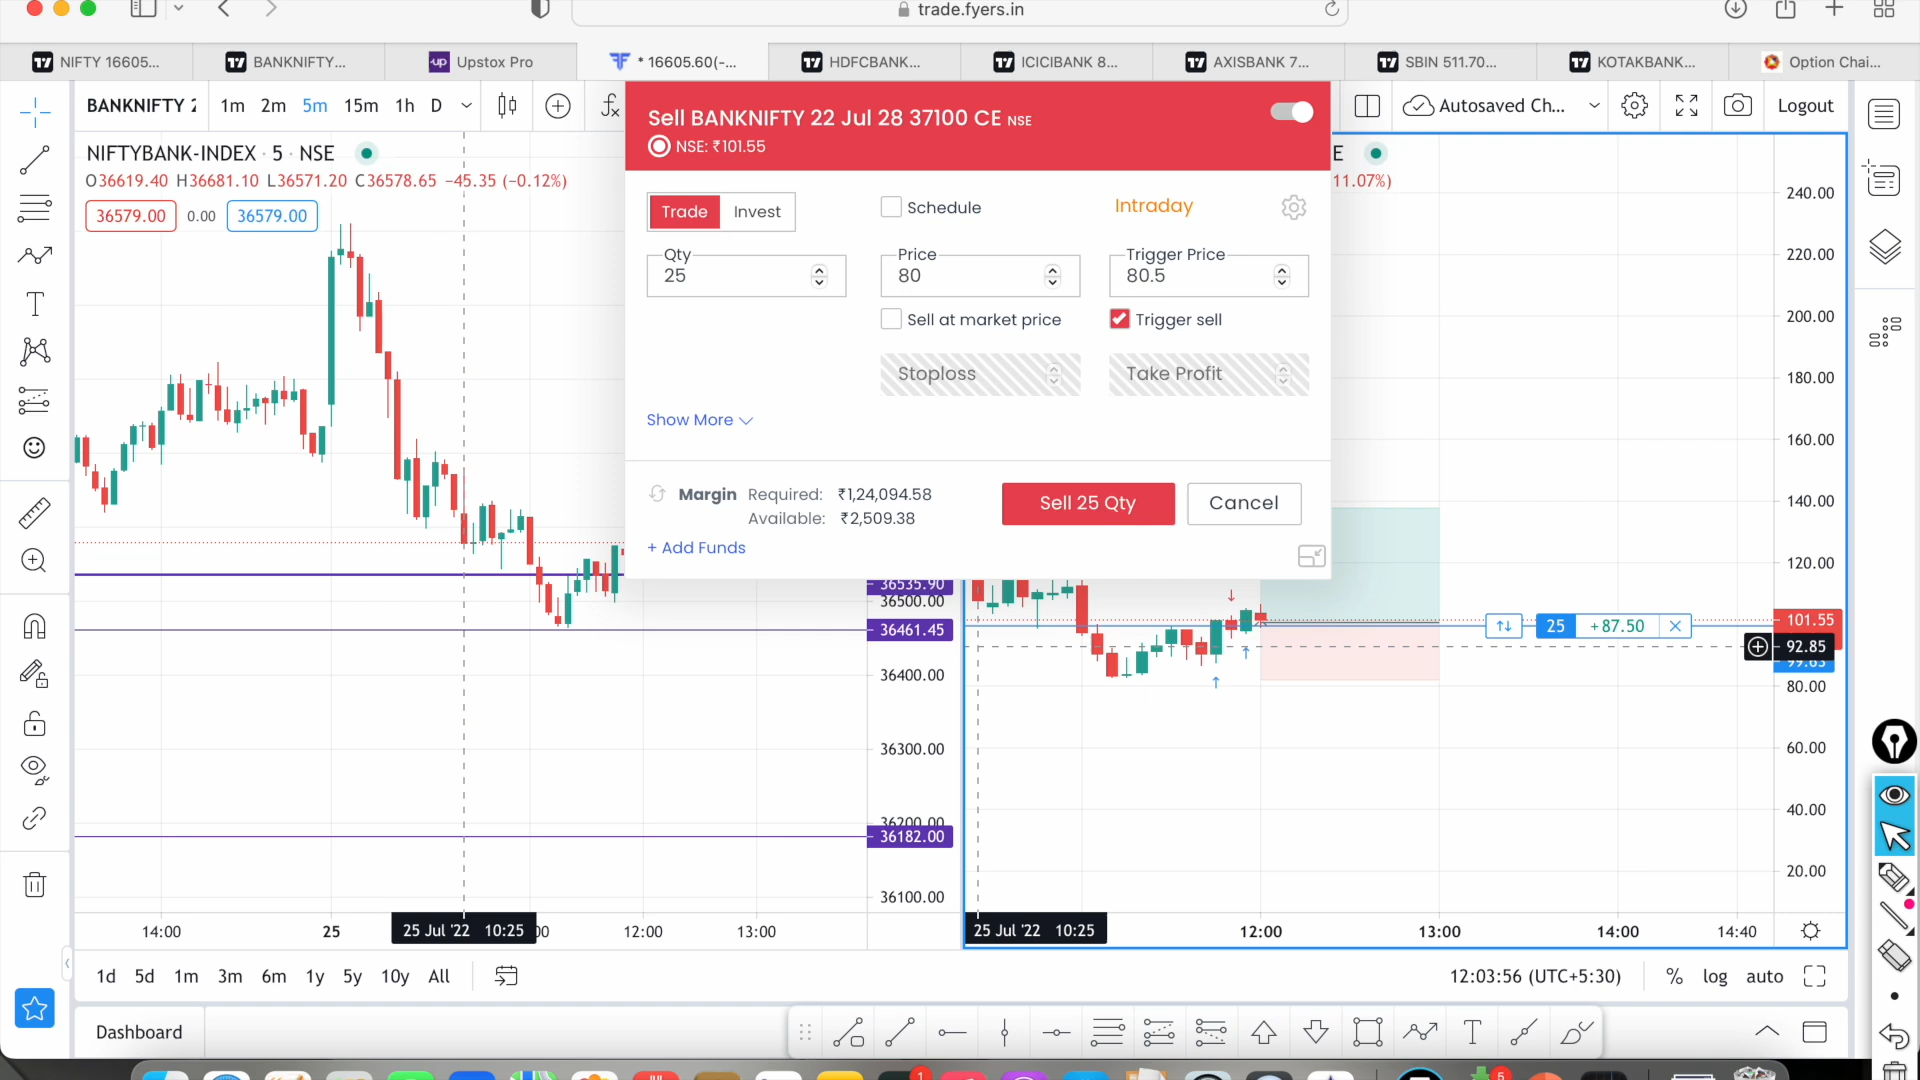 trade.fyers.in
NIFTY 16605...
BANKNIFTY...
up Upstox Pro
* 16605.60(-...
HDFCBANK...
ICICIBANK 8...
AXISBANK 7...
SBIN 511.70...
KOTAKBANK...
Option Chai...
BANKNIFTY 2
1m 2m 5m 15m 1h D
Autosaved Ch...
Logout
NIFTYBANK-INDEX · 5 · NSE
O36619.40 H36681.10 L36571.20 C36578.65 −45.35 (−0.12%)
36579.00 0.00 36579.00
Sell BANKNIFTY 22 Jul 28 37100 CE NSE
NSE: ₹101.55
Trade Invest
Schedule
Intraday
Qty
25
Price
80
Trigger Price
80.5
Sell at market price
Trigger sell
Stoploss
Take Profit
Show More
Margin Required: ₹1,24,094.58
Available: ₹2,509.38
+ Add Funds
Sell 25 Qty
Cancel
E
11.07%)
240.00
220.00
200.00
180.00
160.00
140.00
120.00
101.55
92.85
99.65
80.00
60.00
40.00
20.00
25 +87.50
36535.90
36500.00
36461.45
36400.00
36300.00
36200.00
36182.00
36100.00
14:00
25
25 Jul '22 10:25
00
12:00
13:00
25 Jul '22 10:25
12:00
13:00
14:00
14:40
1d 5d 1m 3m 6m 1y 5y 10y All
12:03:56 (UTC+5:30)
% log auto
Dashboard
1
5